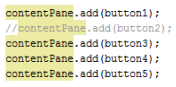 contentPane.add(button1);
//contentPane.add(button2);
contentPane.add(button3);
contentPane.add(button4);
contentPane.add(button5);